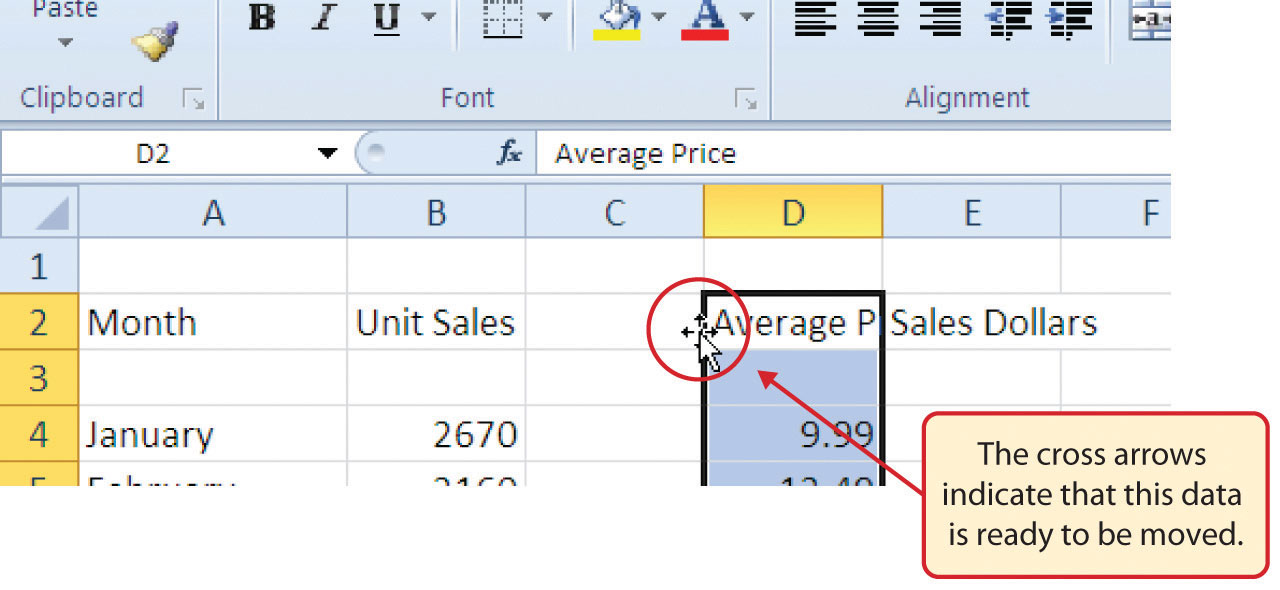 Paste
B I U A a
Clipboard Font Alignment
D2 fx Average Price
A B C D E F
1
2 Month Unit Sales Average P Sales Dollars
3
4 January 2670 9.99
The cross arrows
indicate that this data
is ready to be moved.